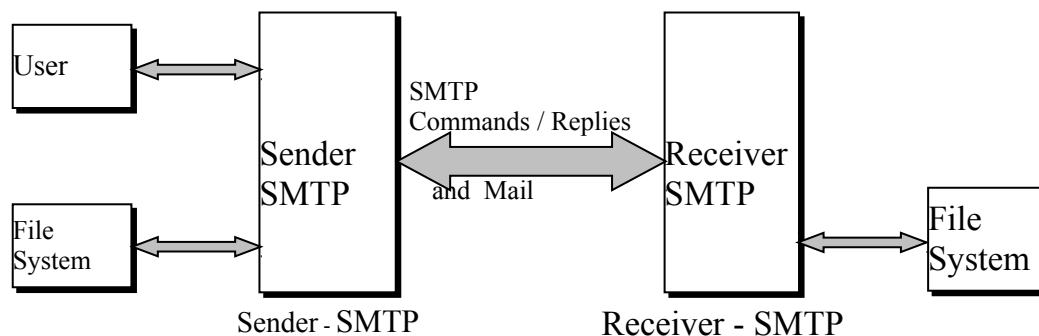 User
File
System
Sender
SMTP
SMTP
Commands / Replies
and Mail
Receiver
SMTP
File
System
Sender - SMTP
Receiver - SMTP